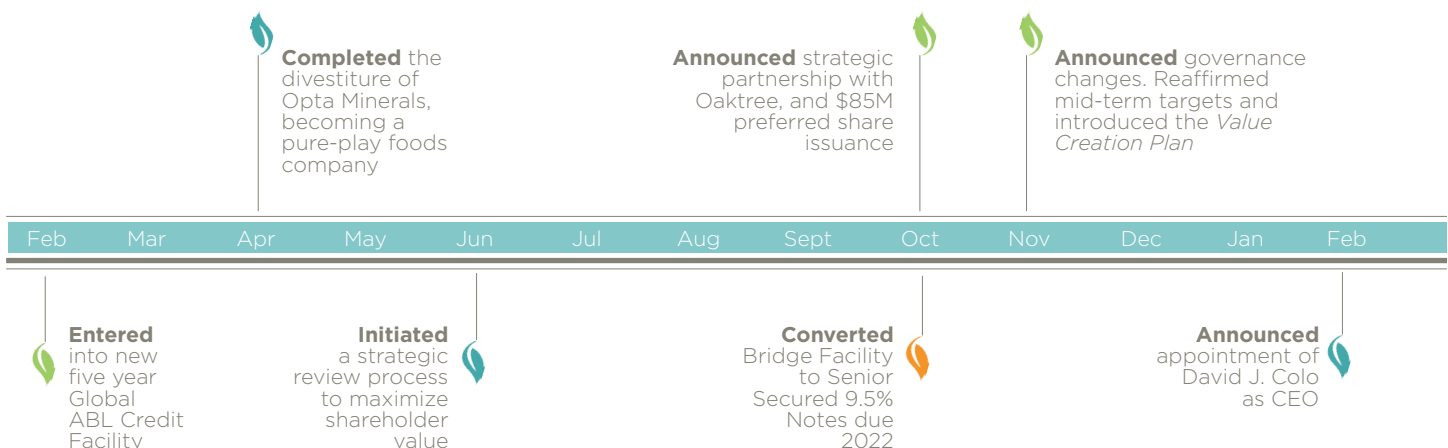 Completed the
divestiture of
Opta Minerals,
becoming a
pure-play foods
company
Announced strategic
partnership with
Oaktree, and $85M
preferred share
issuance
Announced governance
changes. Reaffirmed
mid-term targets and
introduced the Value
Creation Plan
Feb Mar Apr May Jun Jul Aug Sept Oct Nov Dec Jan Feb
Entered
into new
five year
Global
ABL Credit
Facility
Initiated
a strategic
review process
to maximize
shareholder
value
Converted
Bridge Facility
to Senior
Secured 9.5%
Notes due
2022
Announced
appointment of
David J. Colo
as CEO